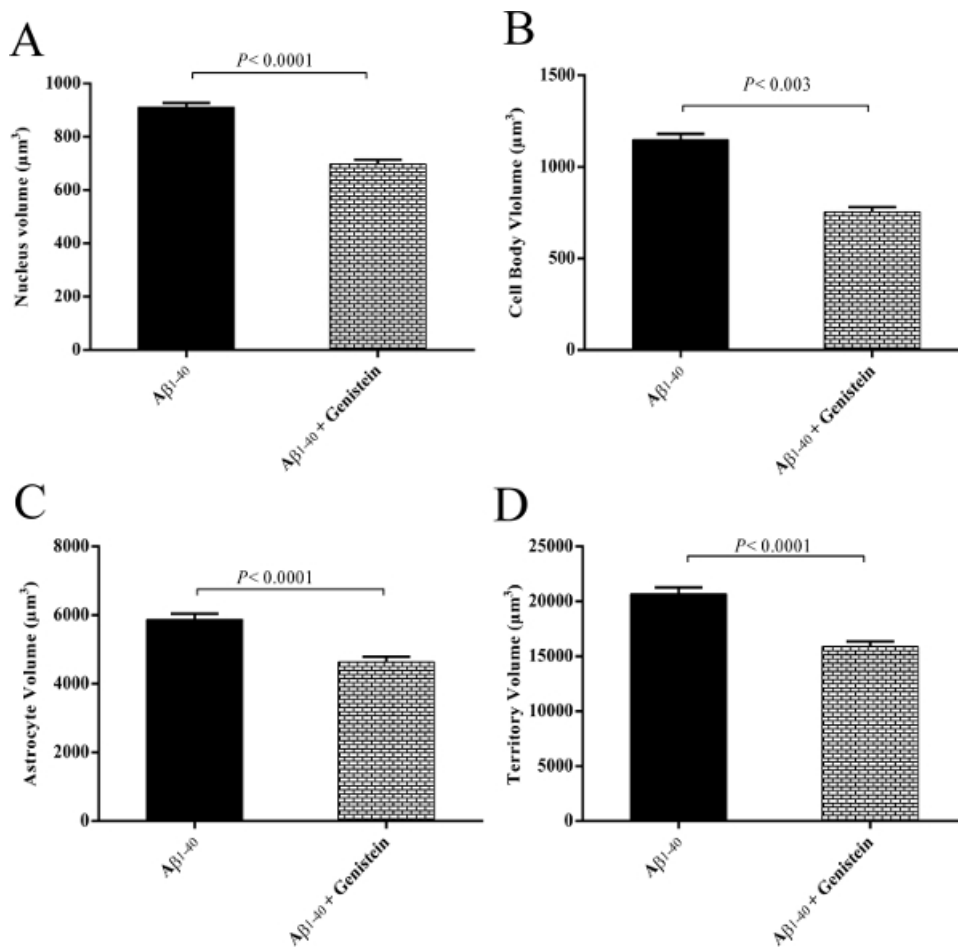 A
P< 0.0001
Nucleus volume (µm³)
1000
800
600
400
200
0
Aβ1-40
Aβ1-40 + Genistein
B
P< 0.003
Cell Body Vlolume (µm³)
1500
1000
500
0
Aβ1-40
Aβ1-40 + Genistein
C
P< 0.0001
Astrocyte Volume (µm³)
8000
6000
4000
2000
0
Aβ1-40
Aβ1-40 + Genistein
D
P< 0.0001
Territory Volume (µm³)
25000
20000
15000
10000
5000
0
Aβ1-40
Aβ1-40 + Genistein